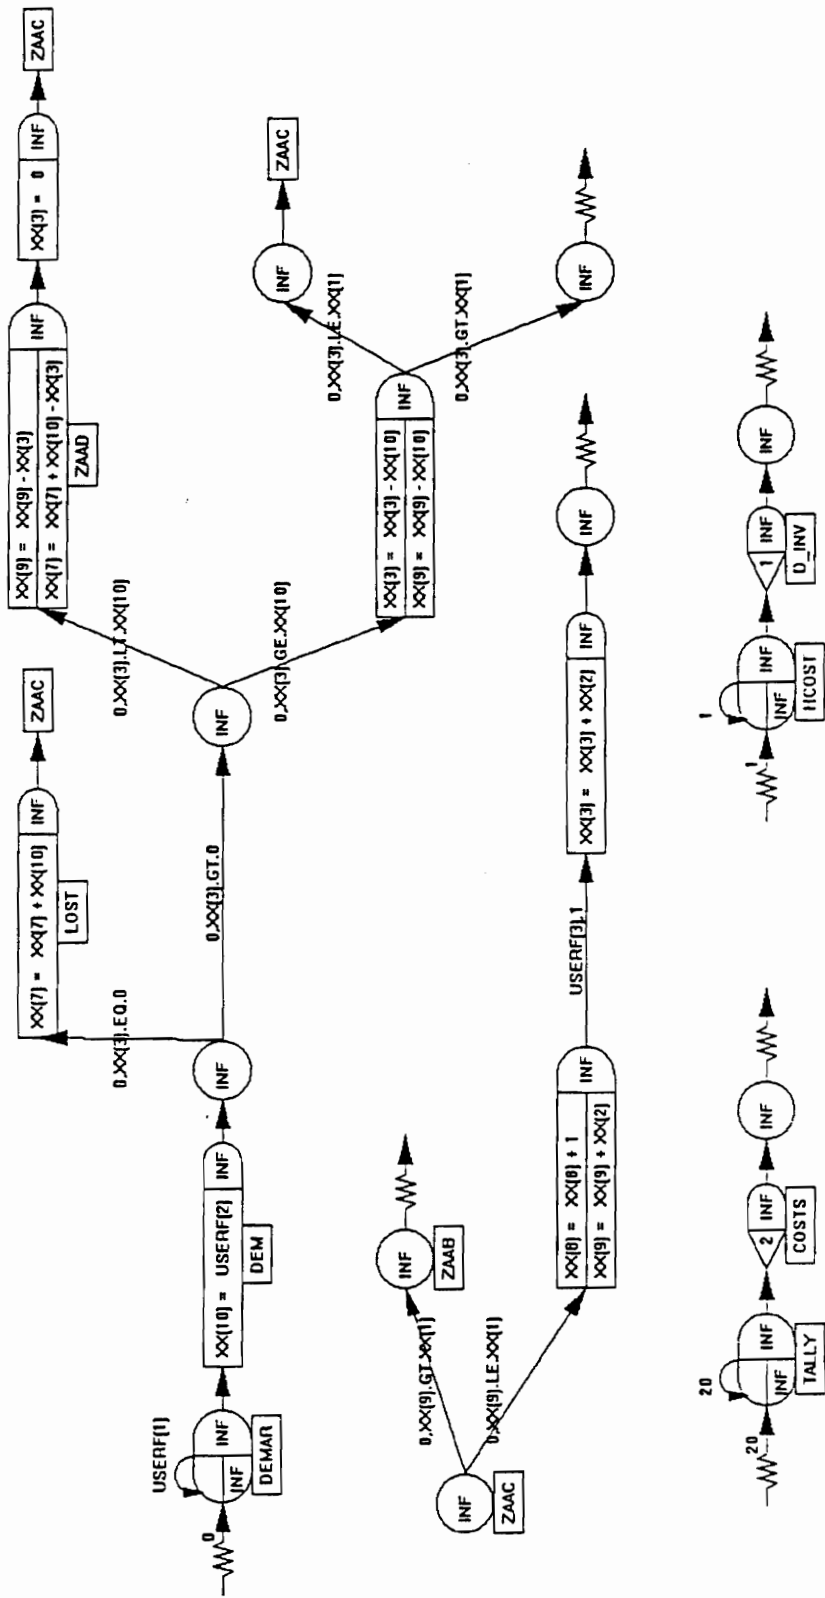 0
USERF(1)
INF
INF
DEMAR
XX(10) = USERF(2)
INF
DEM
INF
0,XX(3).EQ.0
XX(7) = XX(7) + XX(10)
INF
LOST
ZAAC
0,XX(3).GT.0
INF
0,XX(3).LT.XX(10)
XX(9) = XX(9) - XX(3)
XX(7) = XX(7) + XX(10) - XX(3)
INF
ZAAD
XX(3) = 0
INF
ZAAC
0,XX(3).GE.XX(10)
XX(3) = XX(3) - XX(10)
XX(9) = XX(9) - XX(10)
INF
0,XX(3).LE.XX(1)
INF
ZAAC
0,XX(3).GT.XX(1)
INF
INF
ZAAC
0,XX(9).GT.XX(1)
INF
ZAAB
0,XX(9).LE.XX(1)
XX(8) = XX(8) + 1
XX(9) = XX(9) + XX(2)
INF
USERF(3),1
XX(3) = XX(3) + XX(2)
INF
INF
20
20
INF
INF
TALLY
2
INF
COSTS
INF
1
1
INF
INF
HCOST
1
INF
D_INV
INF